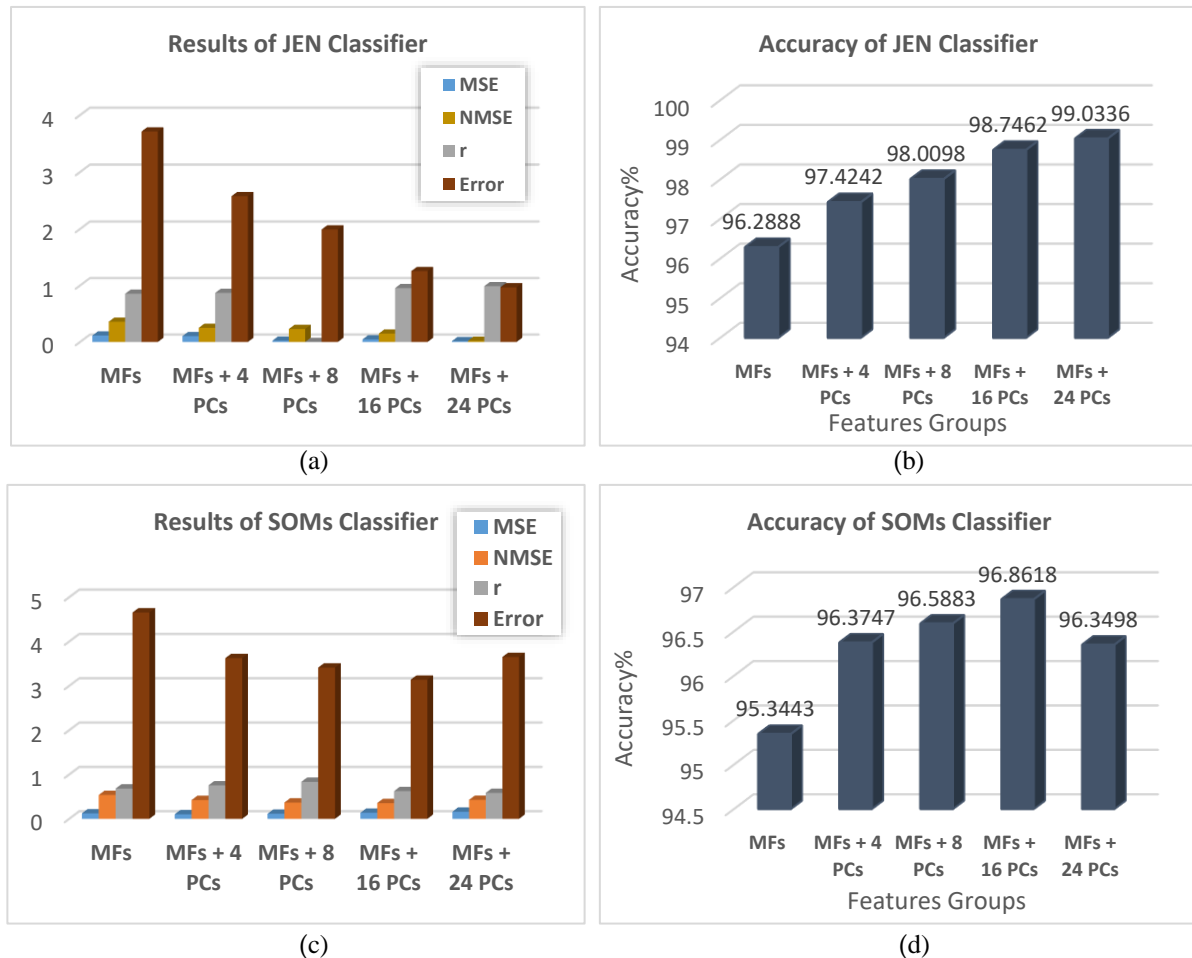 Results of JEN Classifier
MSE
NMSE
r
Error
4
3
2
1
0
MFs
MFs + 4 PCs
MFs + 8 PCs
MFs + 16 PCs
MFs + 24 PCs
(a)
Accuracy of JEN Classifier
Accuracy%
100
99
98
97
96
95
94
96.2888
97.4242
98.0098
98.7462
99.0336
MFs
MFs + 4 PCs
MFs + 8 PCs
MFs + 16 PCs
MFs + 24 PCs
Features Groups
(b)
Results of SOMs Classifier
MSE
NMSE
r
Error
5
4
3
2
1
0
MFs
MFs + 4 PCs
MFs + 8 PCs
MFs + 16 PCs
MFs + 24 PCs
(c)
Accuracy of SOMs Classifier
Accuracy%
97
96.5
96
95.5
95
94.5
95.3443
96.3747
96.5883
96.8618
96.3498
MFs
MFs + 4 PCs
MFs + 8 PCs
MFs + 16 PCs
MFs + 24 PCs
Features Groups
(d)